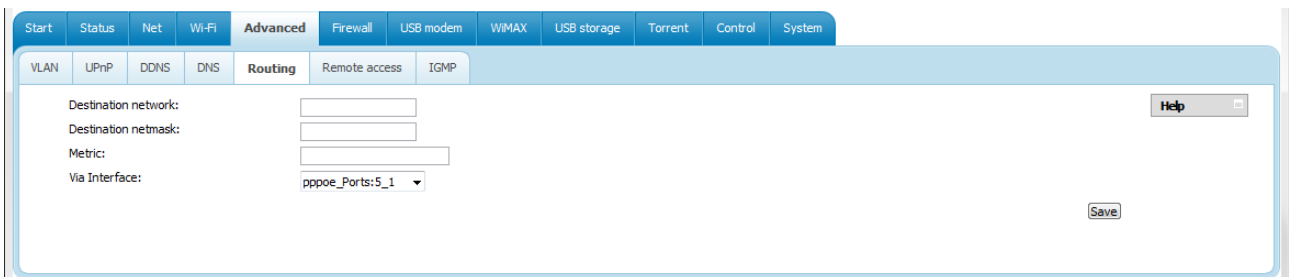 Start Status Net Wi-Fi Advanced Firewall USB modem WiMAX USB storage Torrent Control System
VLAN UPnP DDNS DNS Routing Remote access IGMP
Destination network:
Help
Destination netmask:
Metric:
Via Interface: pppoe_Ports:5_1
Save